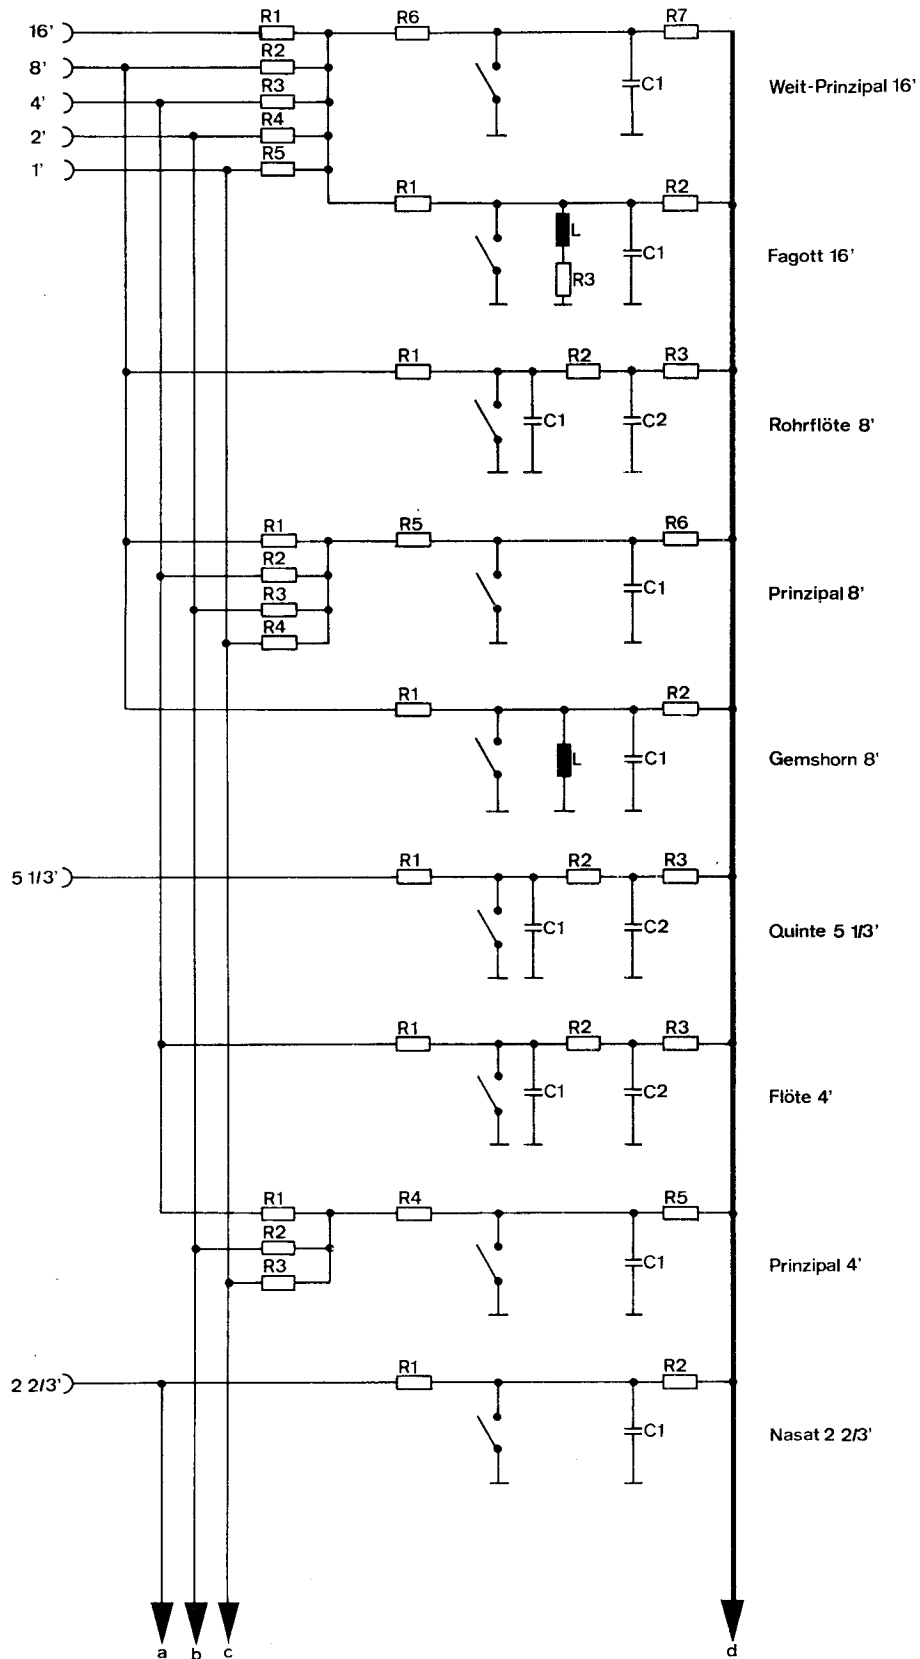 16' R1 R6 R7
8' R2
4' R3 C1 Weit-Prinzipal 16'
2' R4
1' R5
R1 R2
L C1 Fagott 16'
R3
R1 R2 R3
C1 C2 Rohrflöte 8'
R1 R5 R6
R2
R3 C1 Prinzipal 8'
R4
R1 R2
L C1 Gemshorn 8'
5 1/3' R1 R2 R3
C1 C2 Quinte 5 1/3'
R1 R2 R3
C1 C2 Flöte 4'
R1 R4 R5
R2
R3 C1 Prinzipal 4'
2 2/3' R1 R2
C1 Nasat 2 2/3'
a b c d